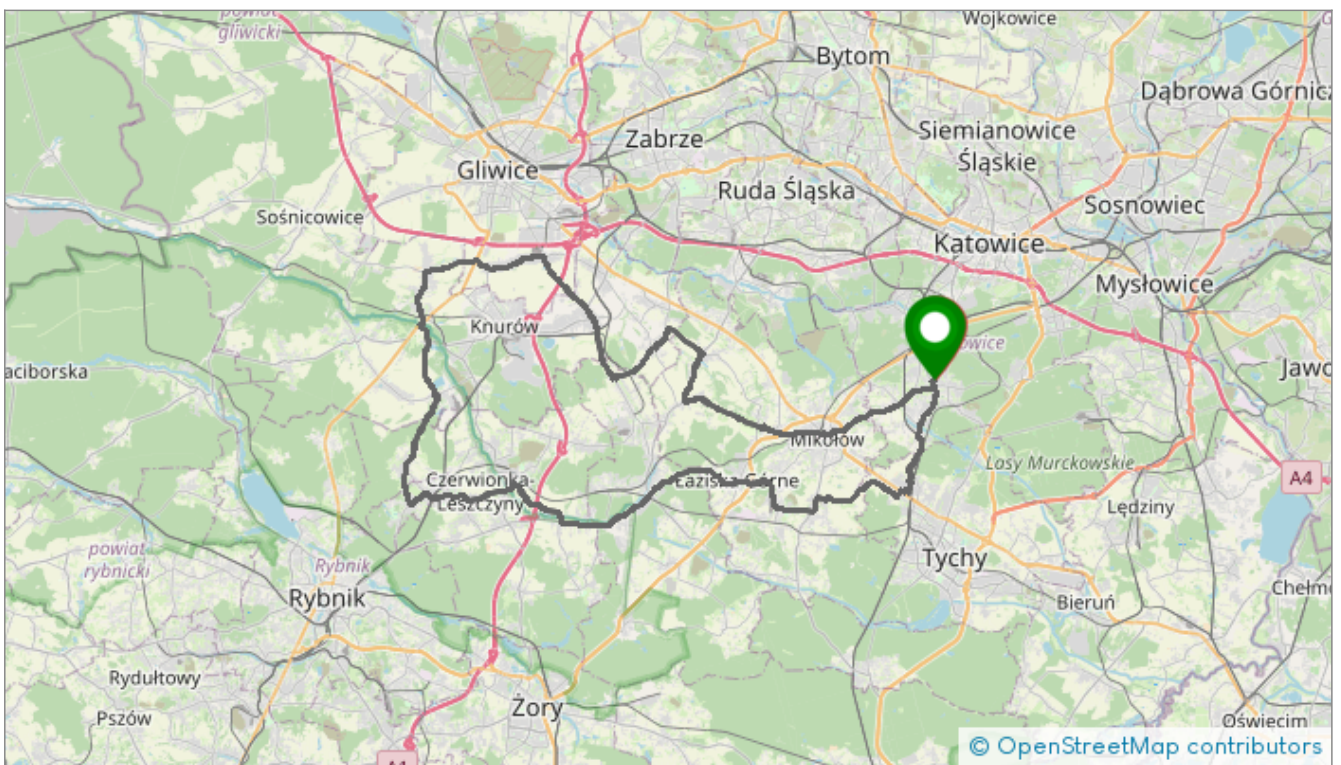 powiat
gliwicki
Wojkowice
Bytom
Dąbrowa Górnicz
Zabrze
Siemianowice
Śląskie
Gliwice
Ruda Śląska
Sosnowiec
Sośnicowice
Katowice
Mysłowice
Knurów
owice
aciborska
Jawo
Mikołów
Lasy Murckowskie
Czerwionka-
Leszczyny
Łaziska Górne
A4
Lędziny
powiat
rybnicki
Rybnik
Tychy
Rybnik
Bieruń
Chełme
Rydułtowy
Żory
Pszów
Oświęcim
A1
© OpenStreetMap contributors